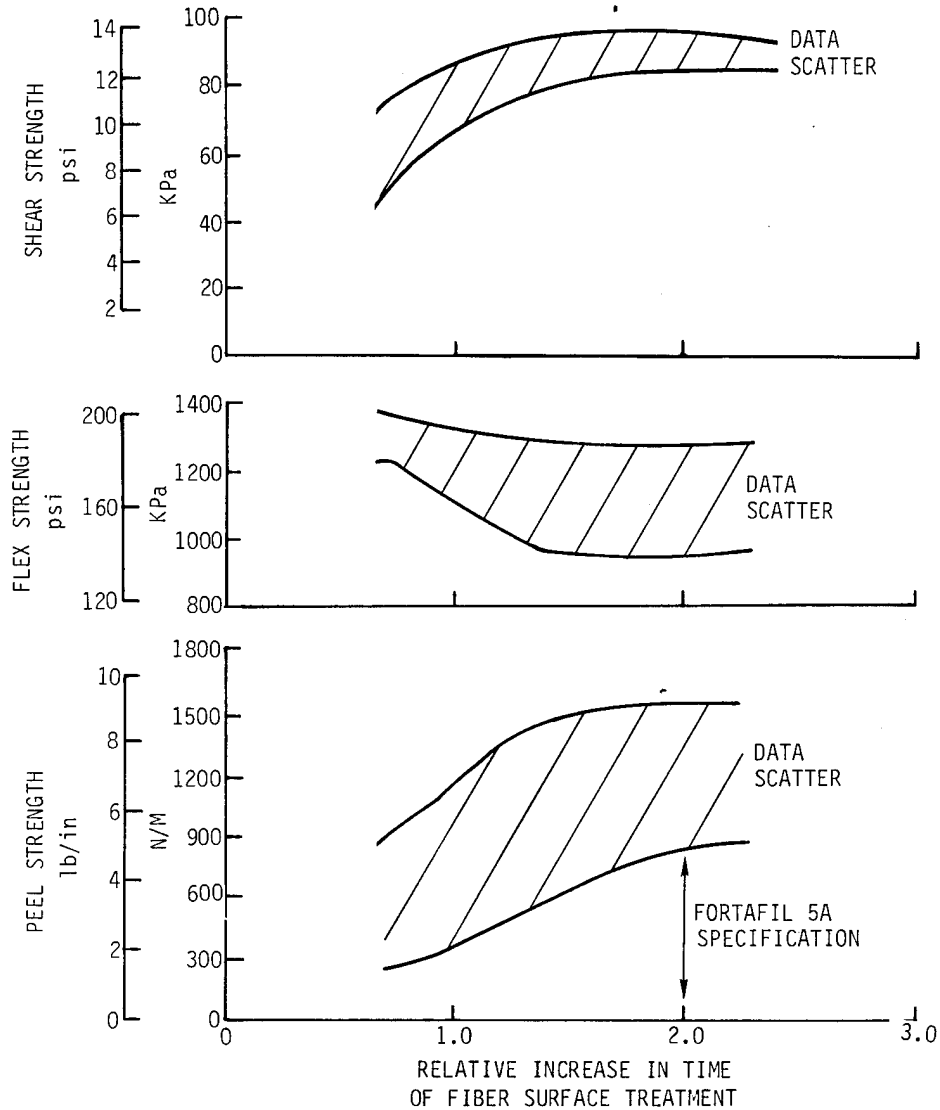 SHEAR STRENGTH
psi
14
12
10
8
6
4
2
KPa
100
80
60
40
20
0
DATA
SCATTER
FLEX STRENGTH
psi
200
160
120
KPa
1400
1200
1000
800
DATA
SCATTER
PEEL STRENGTH
lb/in
10
8
6
4
2
0
N/M
1800
1500
1200
900
600
300
0
DATA
SCATTER
FORTAFIL 5A
SPECIFICATION
0 1.0 2.0 3.0
RELATIVE INCREASE IN TIME
OF FIBER SURFACE TREATMENT